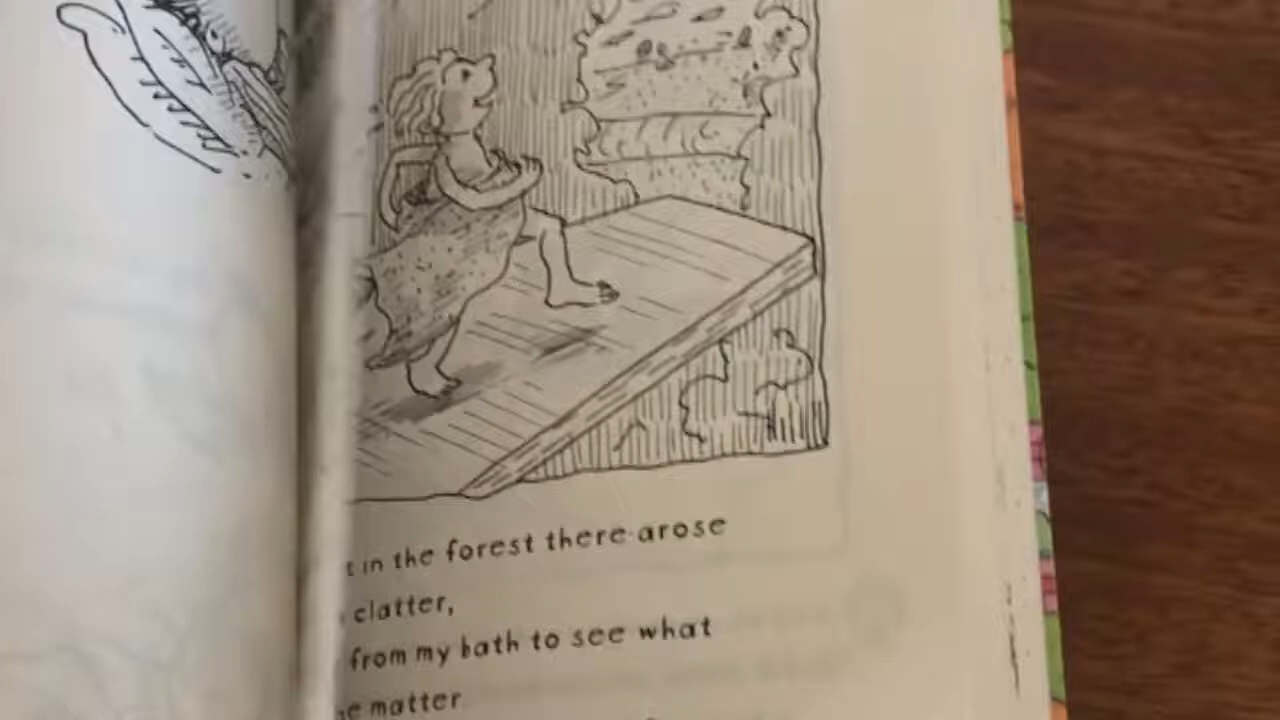 in the forest there arose
clatter,
from my bath to see what
matter